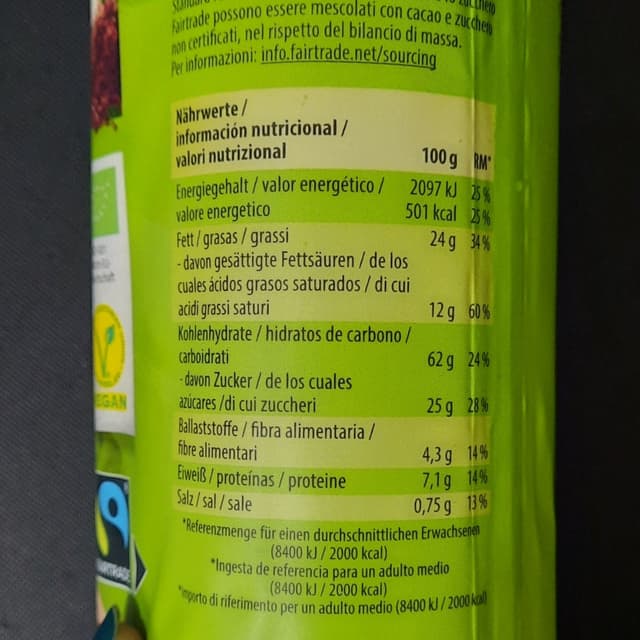 Fairtrade possono essere mescolati con cacao e zucchero
non certificati, nel rispetto del bilancio di massa.
Per informazioni: info.fairtrade.net/sourcing
Nährwerte /
información nutricional /
valori nutrizional
100 g RM*
Energiegehalt / valor energético / 2097 kJ 25 %
valore energetico 501 kcal 25 %
Fett / grasas / grassi 24 g 34 %
- davon gesättigte Fettsäuren / de los
cuales ácidos grasos saturados / di cui
acidi grassi saturi 12 g 60 %
Kohlenhydrate / hidratos de carbono /
carboidrati 62 g 24 %
- davon Zucker / de los cuales
azúcares /di cui zuccheri 25 g 28 %
Ballaststoffe / fibra alimentaria /
fibre alimentari 4,3 g 14 %
Eiweiß / proteínas / proteine 7,1 g 14 %
Salz / sal / sale 0,75 g 13 %
*Referenzmenge für einen durchschnittlichen Erwachsenen
(8400 kJ / 2000 kcal)
*Ingesta de referencia para un adulto medio
(8400 kJ / 2000 kcal)
*Importo di riferimento per un adulto medio (8400 kJ / 2000 kcal)
EGAN
AIRTRADE